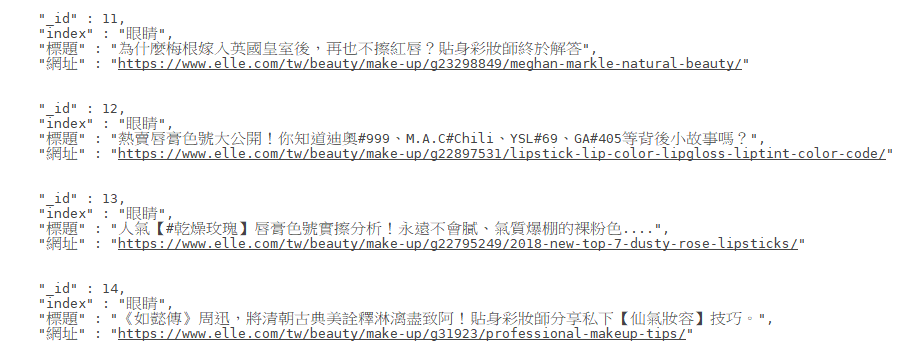 "_id" : 11,
"index" : "眼睛",
"標題" : "為什麼梅根嫁入英國皇室後，再也不擦紅唇？貼身彩妝師終於解答",
"網址" : "https://www.elle.com/tw/beauty/make-up/g23298849/meghan-markle-natural-beauty/"
"_id" : 12,
"index" : "眼睛",
"標題" : "熱賣唇膏色號大公開！你知道迪奧#999、M.A.C#Chili、YSL#69、GA#405等背後小故事嗎？",
"網址" : "https://www.elle.com/tw/beauty/make-up/g22897531/lipstick-lip-color-lipgloss-liptint-color-code/"
"_id" : 13,
"index" : "眼睛",
"標題" : "人氣【#乾燥玫瑰】唇膏色號實擦分析！永遠不會膩、氣質爆棚的裸粉色....",
"網址" : "https://www.elle.com/tw/beauty/make-up/g22795249/2018-new-top-7-dusty-rose-lipsticks/"
"_id" : 14,
"index" : "眼睛",
"標題" : "《如懿傳》周迅，將清朝古典美詮釋淋漓盡致阿！貼身彩妝師分享私下【仙氣妝容】技巧。",
"網址" : "https://www.elle.com/tw/beauty/make-up/g31923/professional-makeup-tips/"